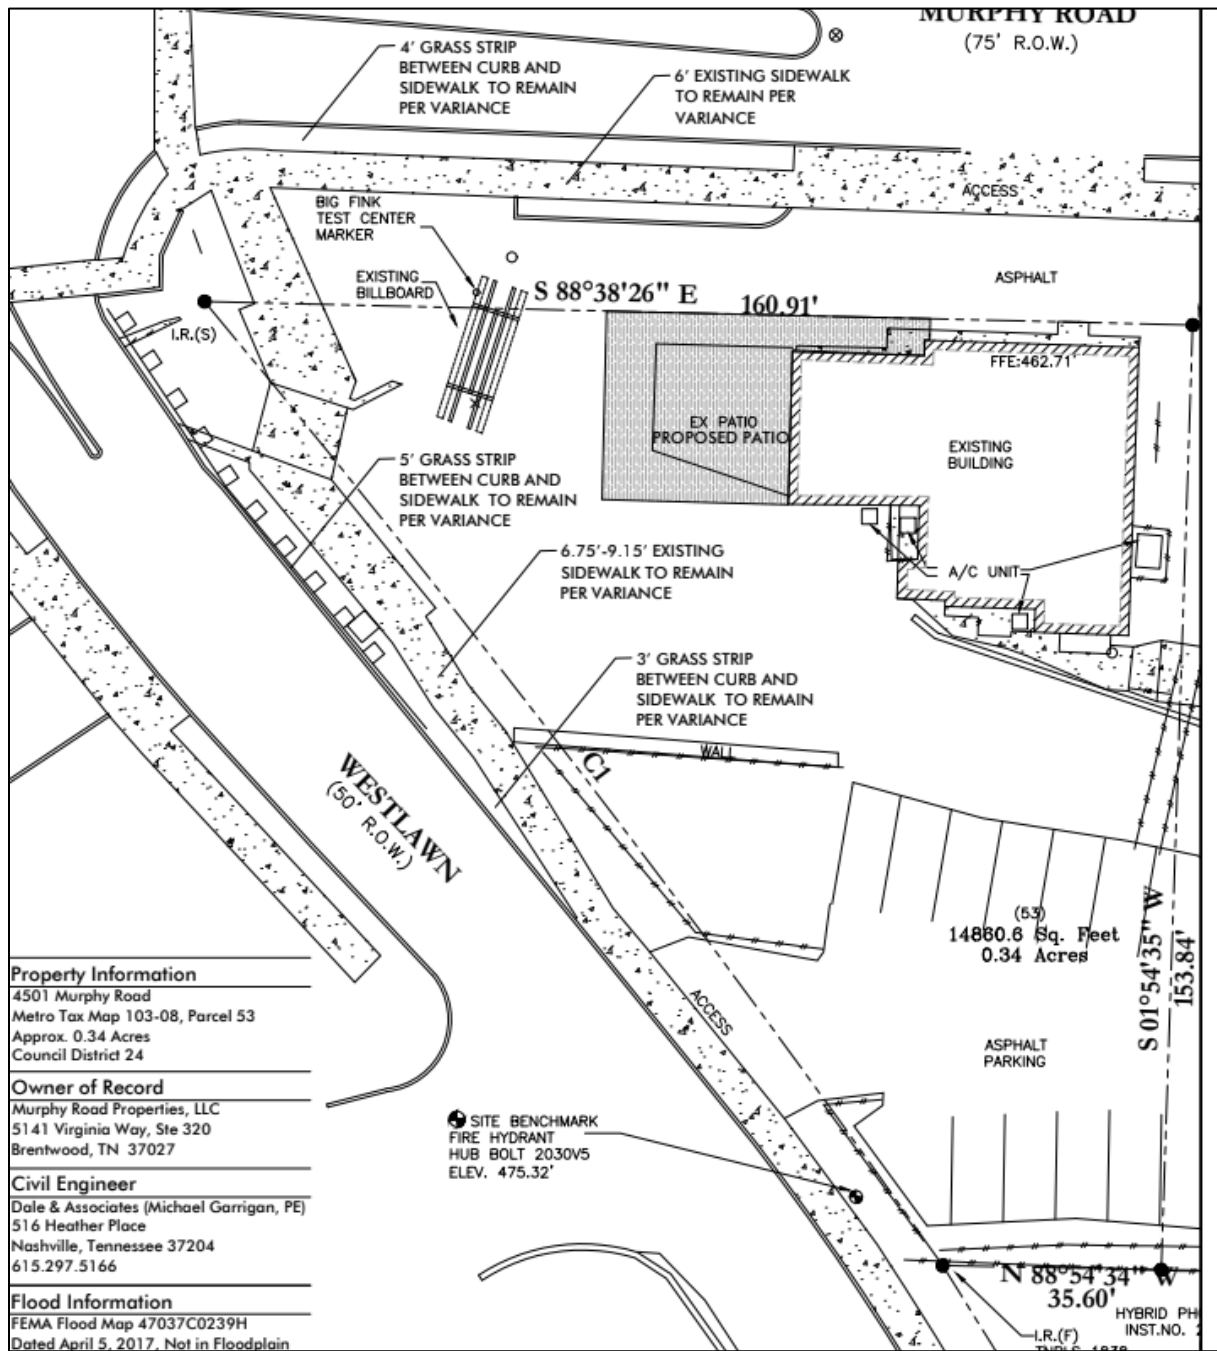 MURPHY ROAD
(75' R.O.W.)
4' GRASS STRIP
BETWEEN CURB AND
SIDEWALK TO REMAIN
PER VARIANCE
6' EXISTING SIDEWALK
TO REMAIN PER
VARIANCE
ACCESS
BIG FINK
TEST CENTER
MARKER
EXISTING
BILLBOARD
ASPHALT
S 88°38'26" E 160.91'
I.R.(S)
FFE:462.71'
EX PATIO
PROPOSED PATIO
EXISTING
BUILDING
5' GRASS STRIP
BETWEEN CURB AND
SIDEWALK TO REMAIN
PER VARIANCE
6.75'-9.15' EXISTING
SIDEWALK TO REMAIN
PER VARIANCE
A/C UNIT
3' GRASS STRIP
BETWEEN CURB AND
SIDEWALK TO REMAIN
PER VARIANCE
WALL
C1
WESTLAWN
(50' R.O.W.)
(53)
14860.6 Sq. Feet
0.34 Acres
S 01°54'35" W
153.84'
ACCESS
ASPHALT
PARKING
Property Information
4501 Murphy Road
Metro Tax Map 103-08, Parcel 53
Approx. 0.34 Acres
Council District 24
Owner of Record
Murphy Road Properties, LLC
5141 Virginia Way, Ste 320
Brentwood, TN 37027
Civil Engineer
Dale & Associates (Michael Garrigan, PE)
516 Heather Place
Nashville, Tennessee 37204
615.297.5166
Flood Information
FEMA Flood Map 47037C0239H
Dated April 5, 2017, Not in Floodplain
SITE BENCHMARK
FIRE HYDRANT
HUB BOLT 2030V5
ELEV. 475.32'
N 88°54'34" W
35.60'
HYBRID PH
INST.NO.
I.R.(F)
TNRLS 1838